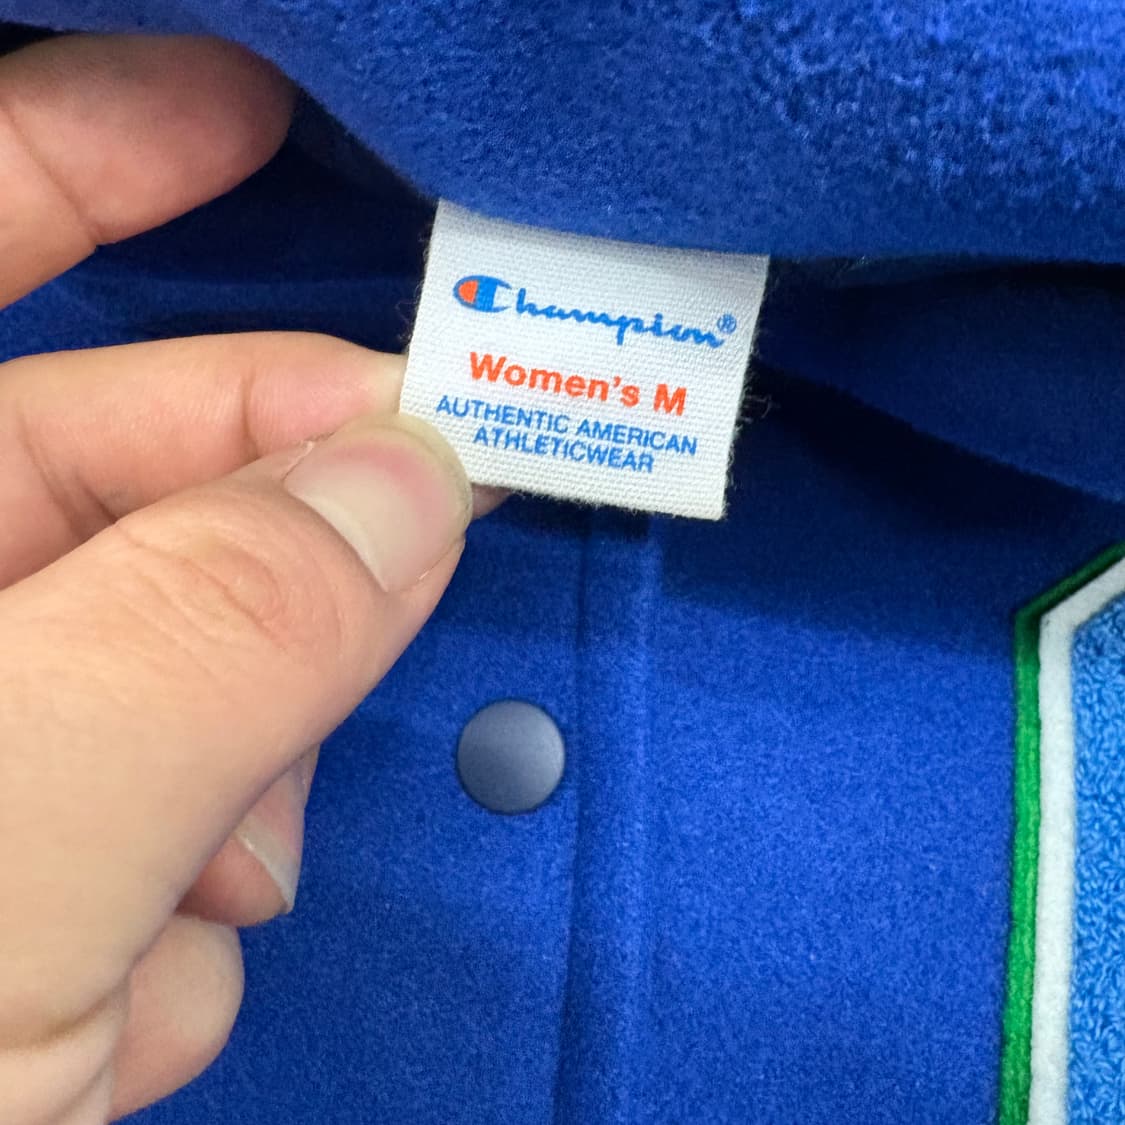 Champion®
Women's M
AUTHENTIC AMERICAN
ATHLETICWEAR